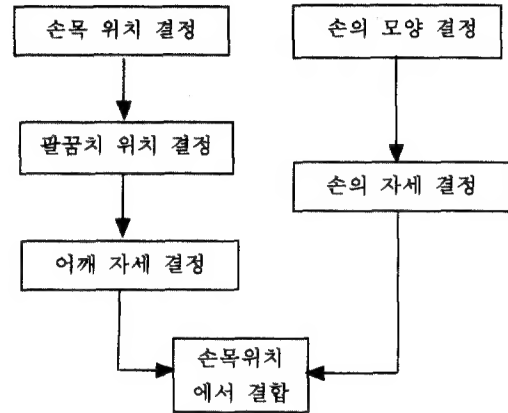 손목 위치 결정
손의 모양 결정
팔꿈치 위치 결정
손의 자세 결정
어깨 자세 결정
손목위치
에서 결합